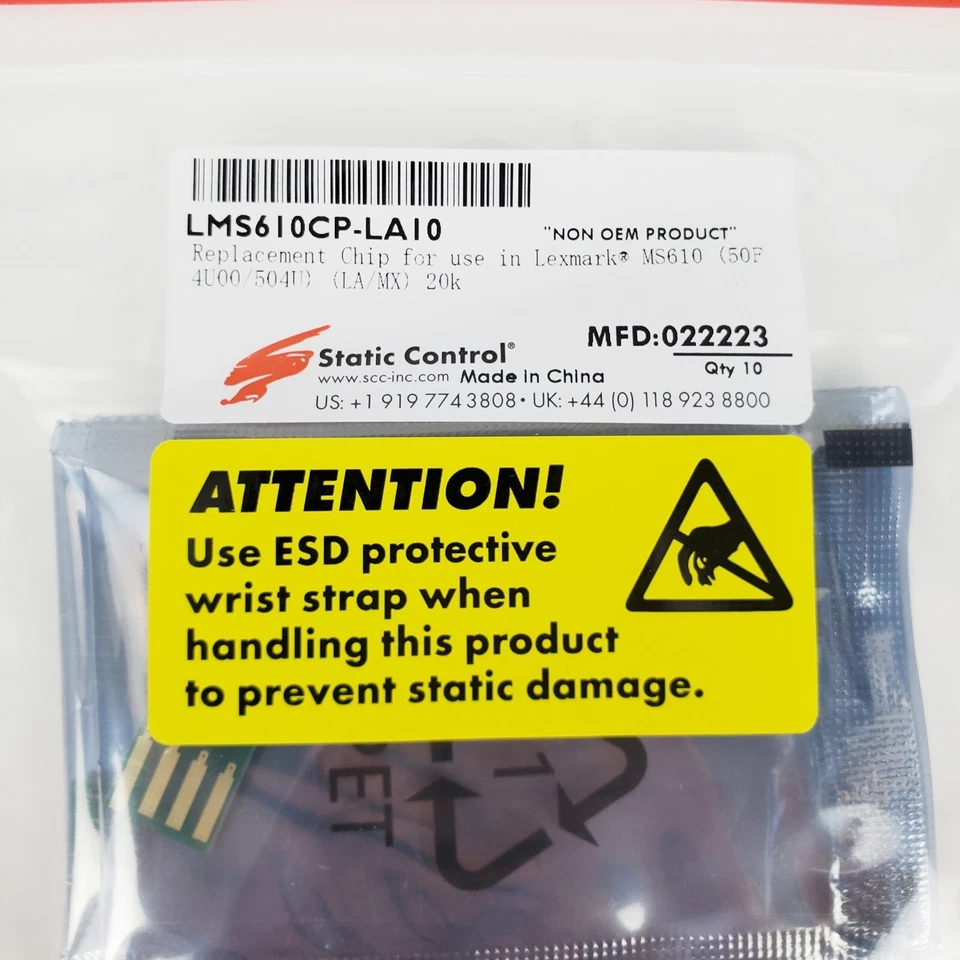 LMS610CP-LA10
"NON OEM PRODUCT"
Replacement Chip for use in Lexmark® MS610 (50F
4U00/504U) (LA/MX) 20k
MFD:022223
Qty 10
Static Control®
www.scc-inc.com Made in China
US: +1 919 774 3808 • UK: +44 (0) 118 923 8800
ATTENTION!
Use ESD protective
wrist strap when
handling this product
to prevent static damage.
1
ET